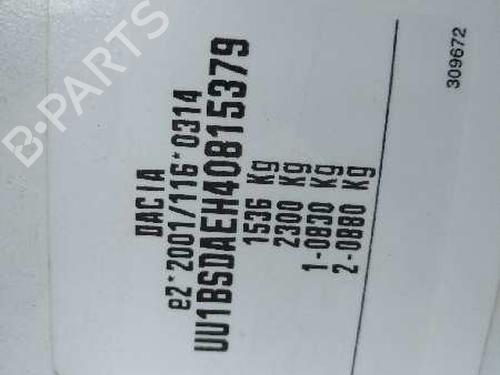 DACIA
e2*2001/116*0314
UU1BSDAEH40815379
1536 Kg
2300 Kg
1-0830 Kg
2-0880 Kg
309672
B-PARTS